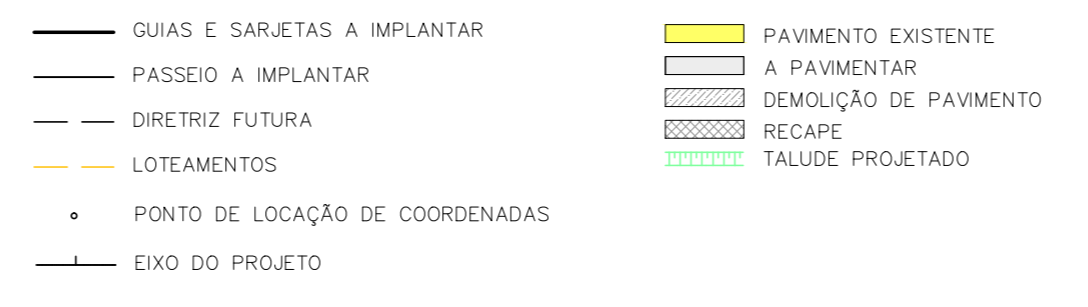 GUIAS E SARJETAS A IMPLANTAR
PASSEIO A IMPLANTAR
DIRETRIZ FUTURA
LOTEAMENTOS
PONTO DE LOCAÇÃO DE COORDENADAS
EIXO DO PROJETO
PAVIMENTO EXISTENTE
A PAVIMENTAR
DEMOLIÇÃO DE PAVIMENTO
RECAPE
TALUDE PROJETADO